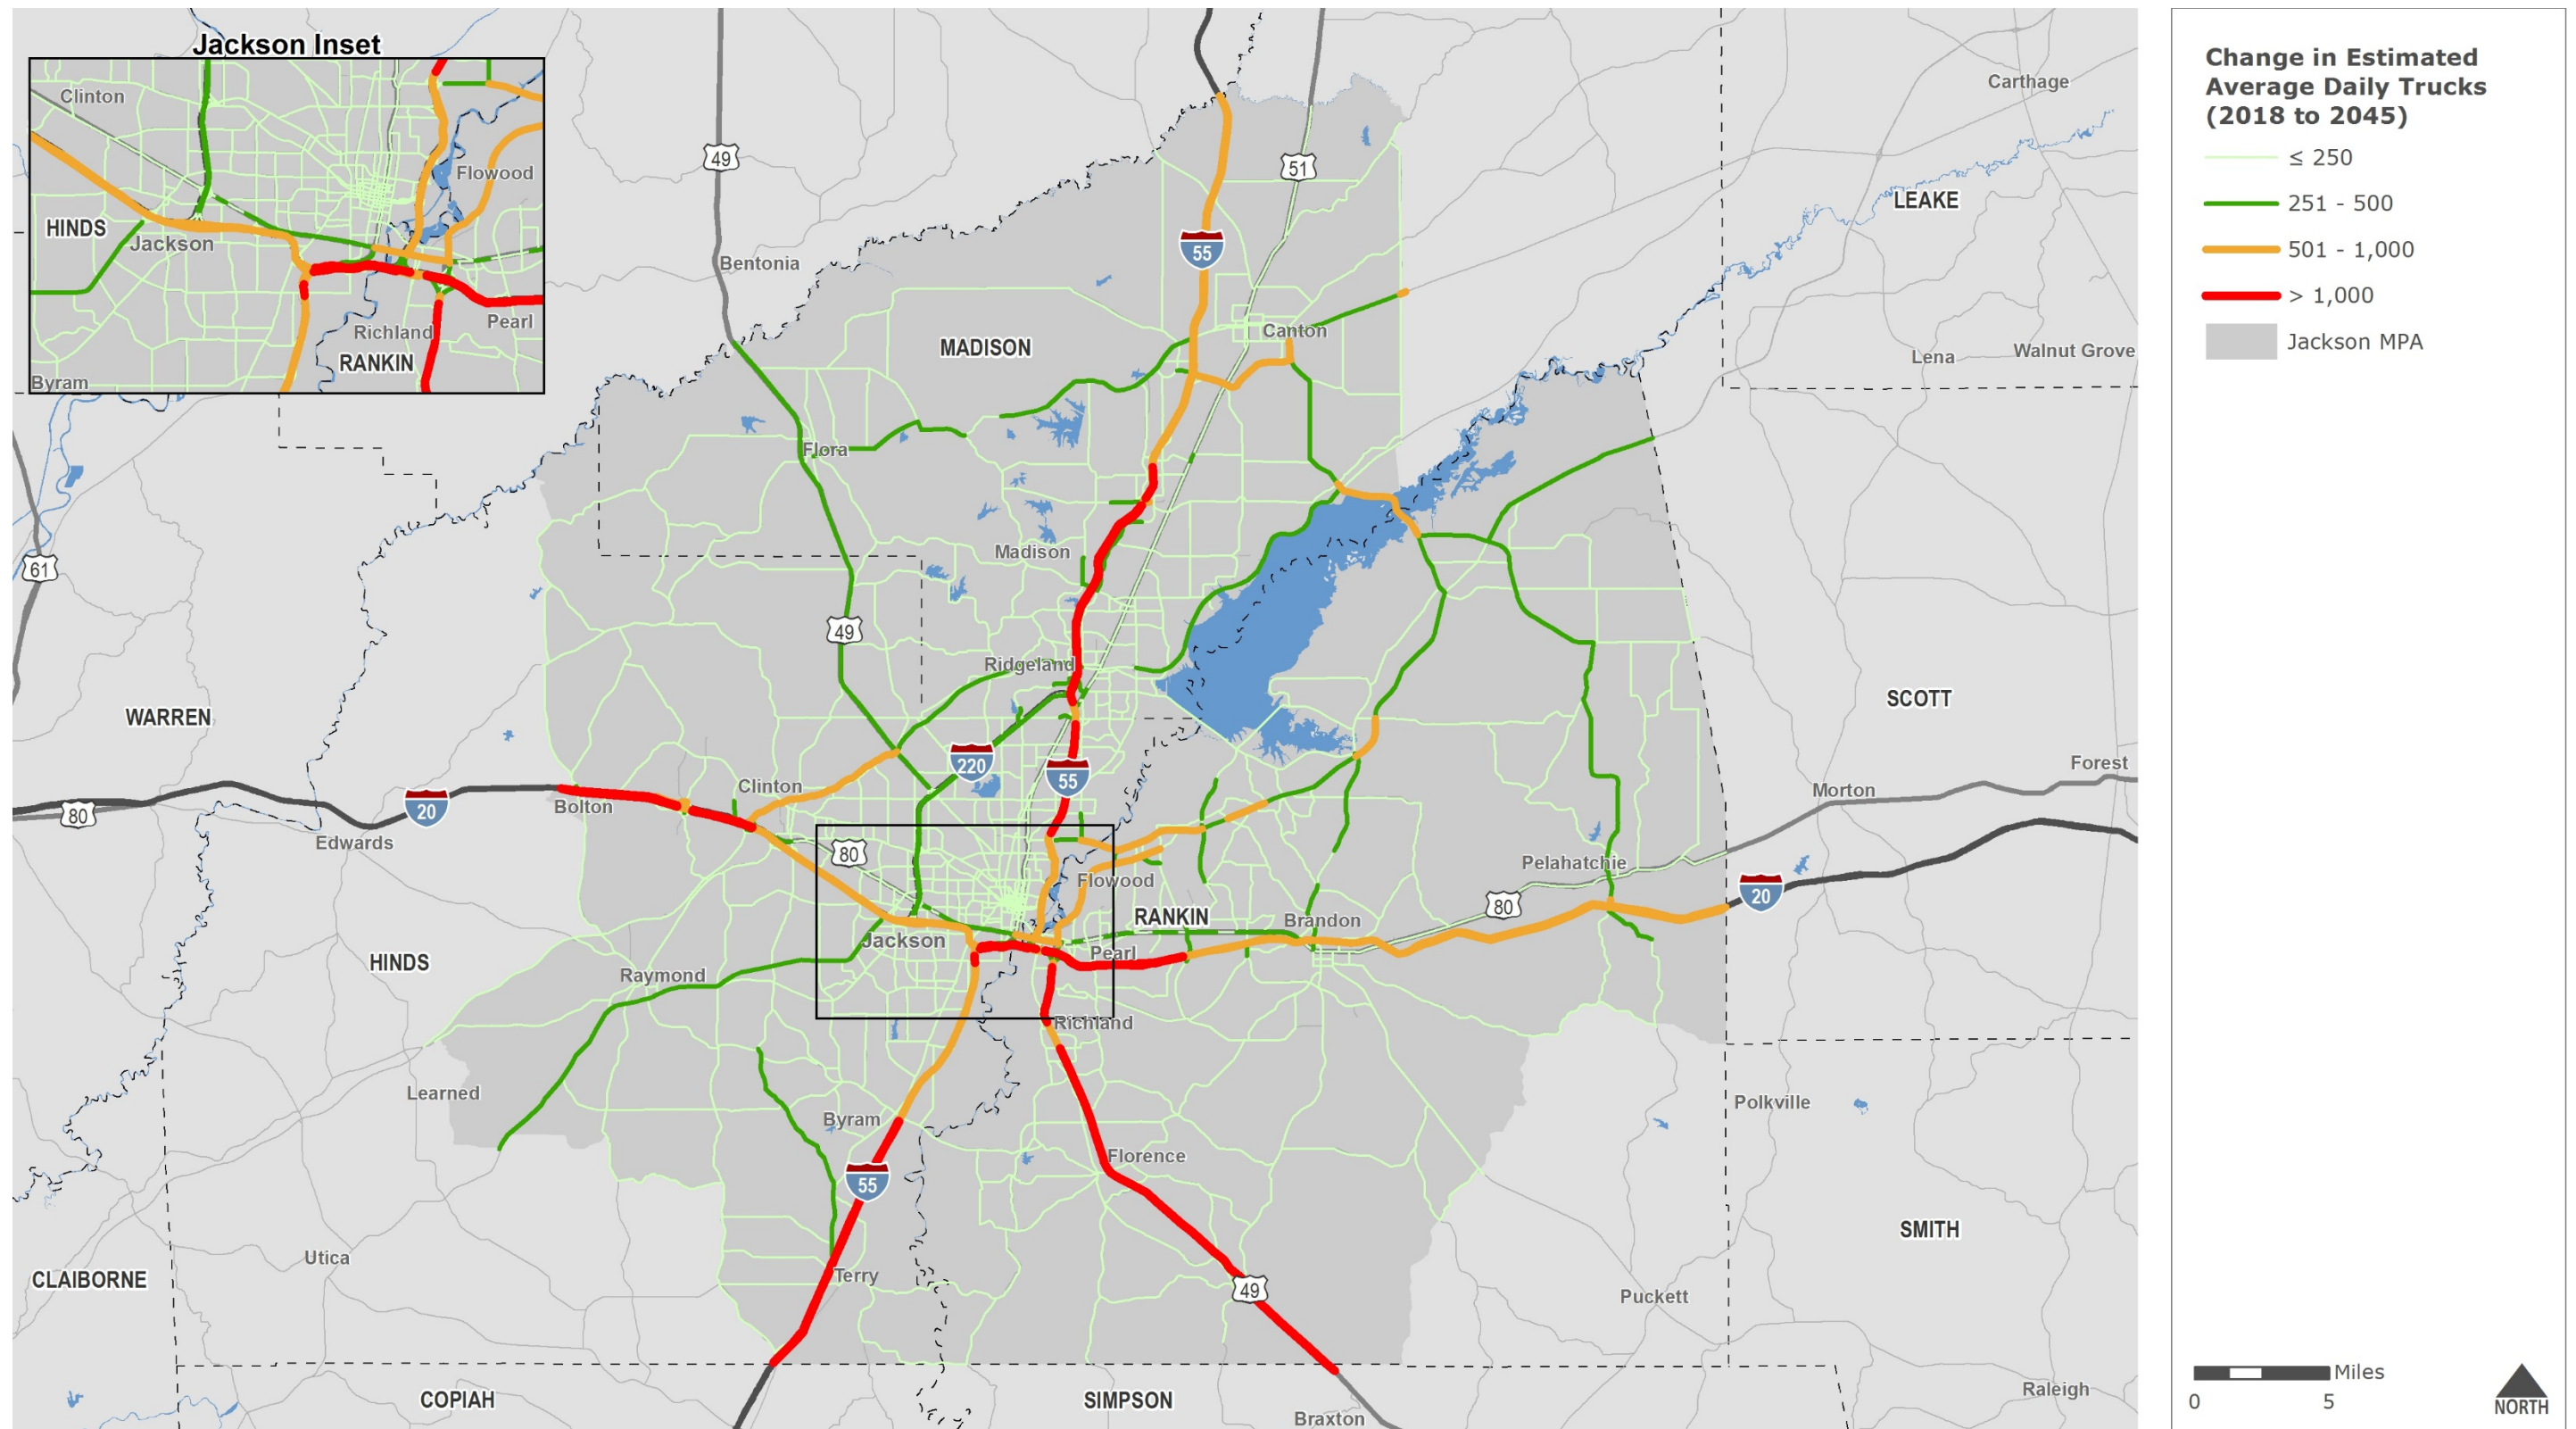 Jackson Inset
Clinton
Flowood
HINDS
Jackson
Richland
Pearl
RANKIN
Byram
49
51
Carthage
LEAKE
55
Bentonia
MADISON
Canton
Lena
Walnut Grove
Flora
61
Madison
49
Ridgeland
WARREN
SCOTT
220
55
Forest
Clinton
Morton
Bolton
20
80
Edwards
80
Pelahatchie
Flowood
20
80
RANKIN
Brandon
Jackson
Pearl
HINDS
Raymond
Richland
Learned
Byram
Polkville
Florence
55
SMITH
Utica
Terry
CLAIBORNE
49
Puckett
COPIAH
SIMPSON
Raleigh
Braxton
Change in Estimated
Average Daily Trucks
(2018 to 2045)
≤ 250
251 - 500
501 - 1,000
> 1,000
Jackson MPA
Miles
0 5
NORTH